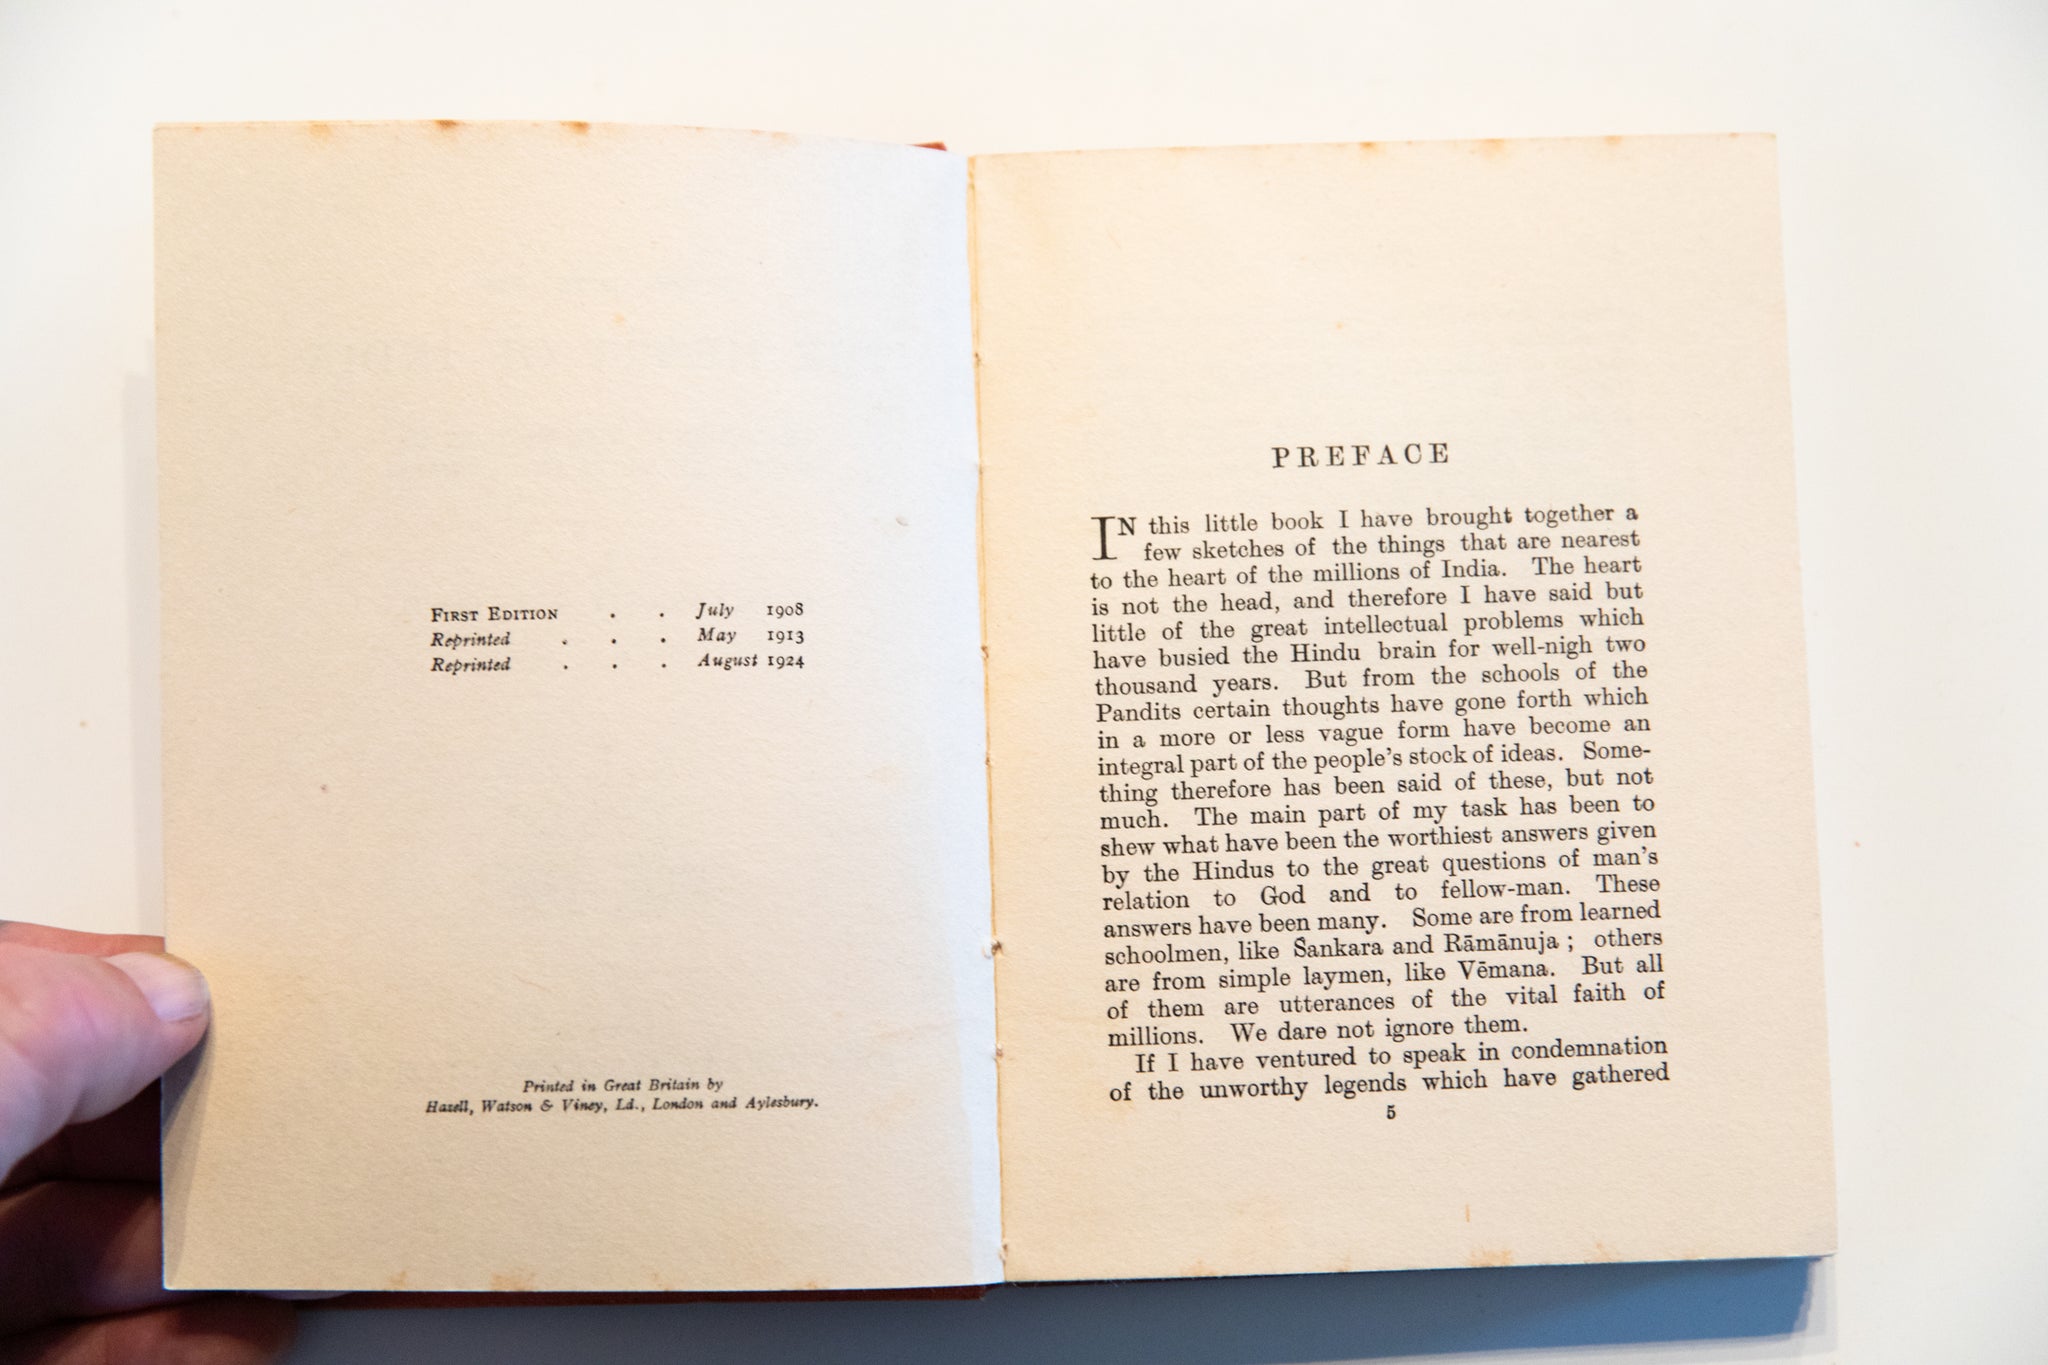 FIRST EDITION . . July 1908
Reprinted . . . May 1913
Reprinted . . . August 1924
Printed in Great Britain by
Hazell, Watson & Viney, Ld., London and Aylesbury.
PREFACE
IN this little book I have brought together a
few sketches of the things that are nearest
to the heart of the millions of India. The heart
is not the head, and therefore I have said but
little of the great intellectual problems which
have busied the Hindu brain for well-nigh two
thousand years. But from the schools of the
Pandits certain thoughts have gone forth which
in a more or less vague form have become an
integral part of the people's stock of ideas. Some-
thing therefore has been said of these, but not
much. The main part of my task has been to
shew what have been the worthiest answers given
by the Hindus to the great questions of man's
relation to God and to fellow-man. These
answers have been many. Some are from learned
schoolmen, like Śankara and Rāmānuja ; others
are from simple laymen, like Vēmana. But all
of them are utterances of the vital faith of
millions. We dare not ignore them.
If I have ventured to speak in condemnation
of the unworthy legends which have gathered
5